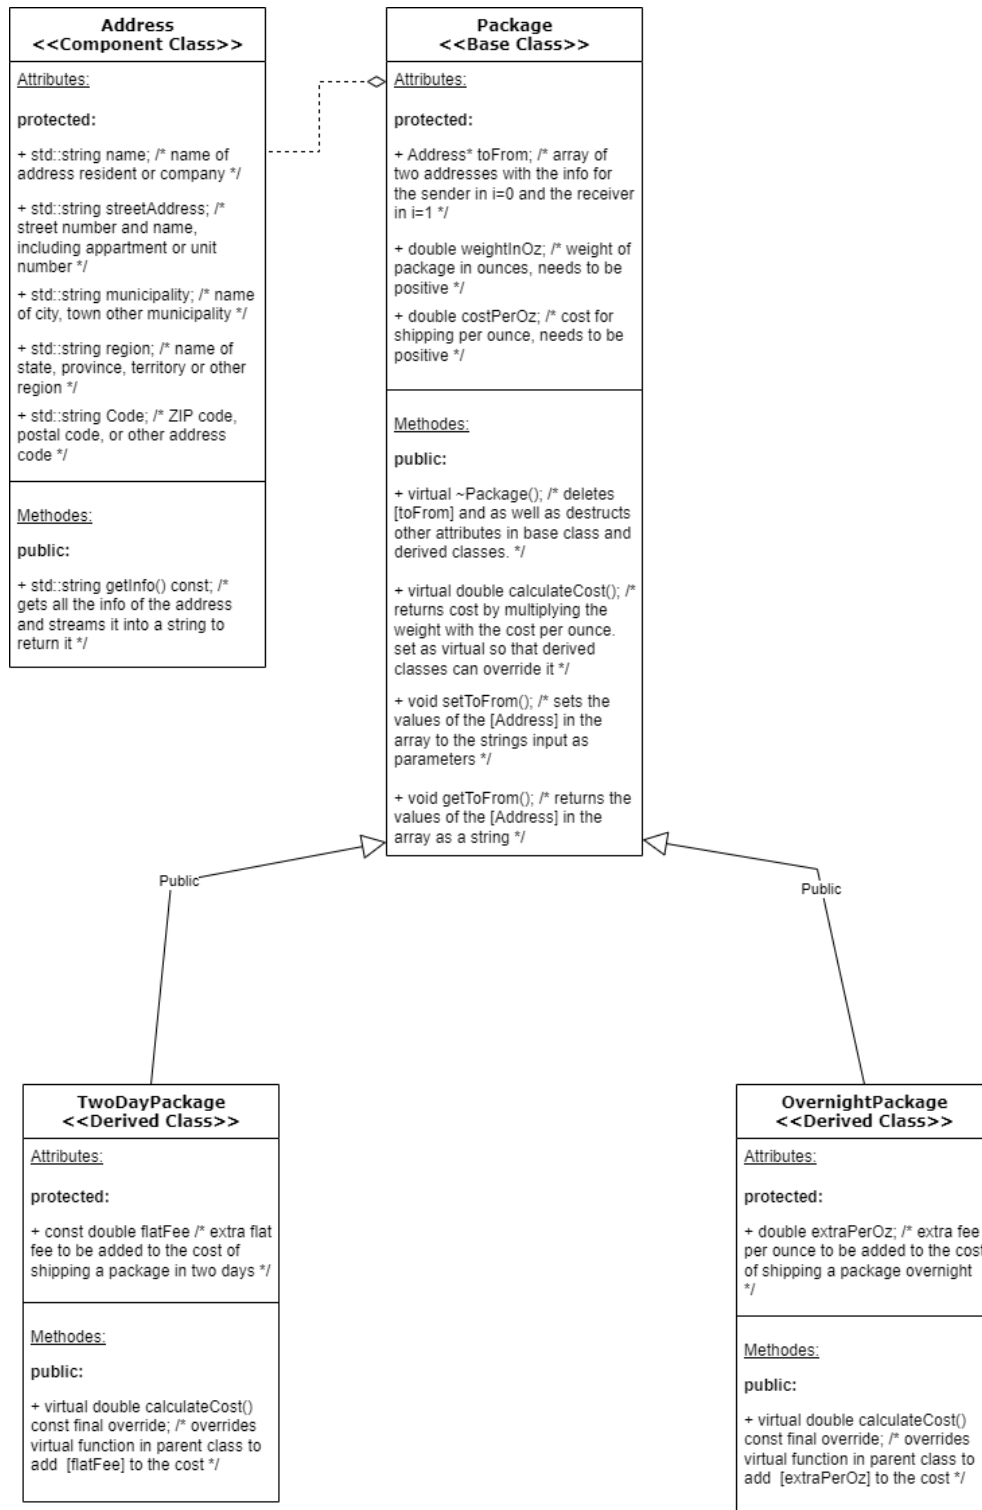 Address
<<Component Class>>
Attributes:
protected:
+ std::string name; /* name of
address resident or company */
+ std::string streetAddress; /*
street number and name,
including appartment or unit
number */
+ std::string municipality; /* name
of city, town other municipality */
+ std::string region; /* name of
state, province, territory or other
region */
+ std::string Code; /* ZIP code,
postal code, or other address
code */
Methodes:
public:
+ std::string getInfo() const; /*
gets all the info of the address
and streams it into a string to
return it */
Package
<<Base Class>>
Attributes:
protected:
+ Address* toFrom; /* array of
two addresses with the info for
the sender in i=0 and the receiver
in i=1 */
+ double weightInOz; /* weight of
package in ounces, needs to be
positive */
+ double costPerOz; /* cost for
shipping per ounce, needs to be
positive */
Methodes:
public:
+ virtual ~Package(); /* deletes
[toFrom] and as well as destructs
other attributes in base class and
derived classes. */
+ virtual double calculateCost(); /*
returns cost by multiplying the
weight with the cost per ounce.
set as virtual so that derived
classes can override it */
+ void setToFrom(); /* sets the
values of the [Address] in the
array to the strings input as
parameters */
+ void getToFrom(); /* returns the
values of the [Address] in the
array as a string */
Public
Public
TwoDayPackage
<<Derived Class>>
Attributes:
protected:
+ const double flatFee /* extra flat
fee to be added to the cost of
shipping a package in two days */
Methodes:
public:
+ virtual double calculateCost()
const final override; /* overrides
virtual function in parent class to
add [flatFee] to the cost */
OvernightPackage
<<Derived Class>>
Attributes:
protected:
+ double extraPerOz; /* extra fee
per ounce to be added to the cost
of shipping a package overnight
*/
Methodes:
public:
+ virtual double calculateCost()
const final override; /* overrides
virtual function in parent class to
add [extraPerOz] to the cost */